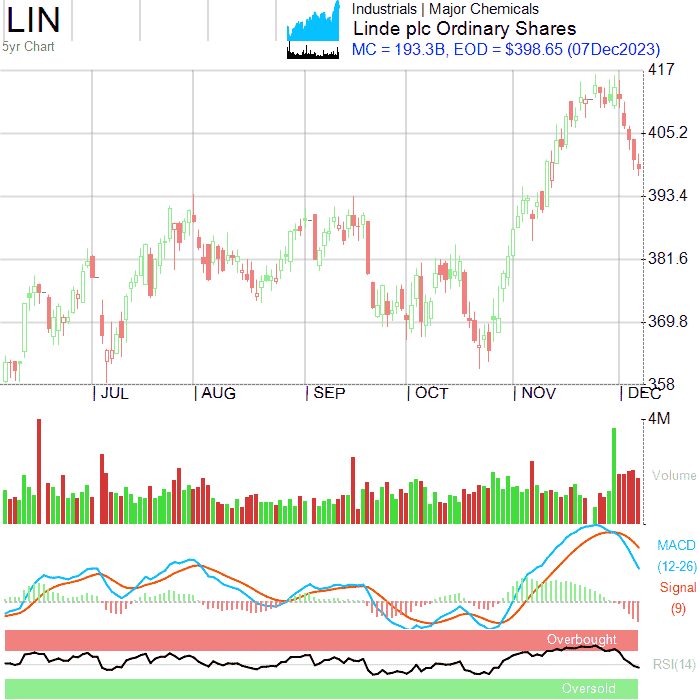 LIN
5yr Chart
Industrials | Major Chemicals
Linde plc Ordinary Shares
MC = 193.3B, EOD = $398.65 (07Dec2023)
417
405.2
393.4
381.6
369.8
358
JUL AUG SEP OCT NOV DEC
4M
Volume
MACD
(12-26)
Signal
(9)
Overbought
RSI(14)
Oversold